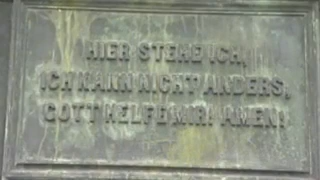 HIER STEHE ICH,
ICH KANN NICHT ANDERS,
GOTT HELFE MIR! AMEN!